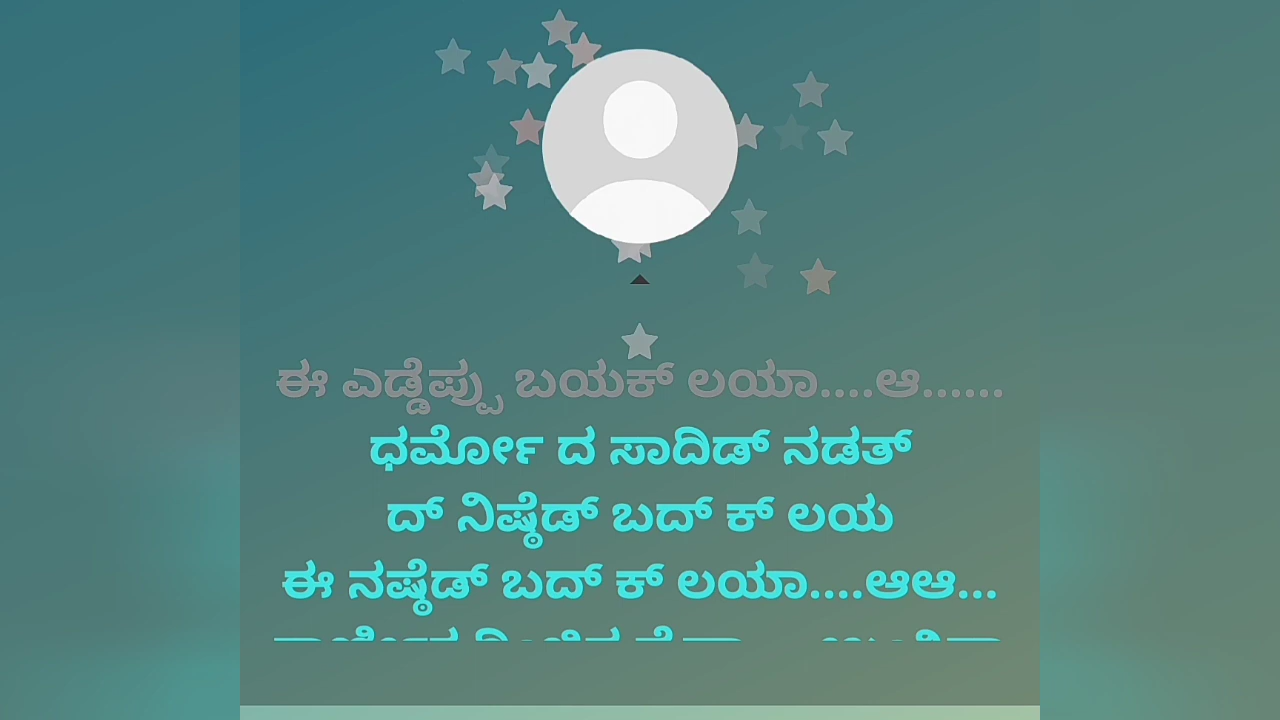 ಈ ಎಡ್ಡೆಪ್ಪು ಬಯಕ್ ಲಯಾ....ಆ......
ಧರ್ಮೋ ದ ಸಾದಿಡ್ ನಡತ್
ದ್ ನಿಷ್ಠೆಡ್ ಬದ್ ಕ್ ಲಯ
ಈ ನಷ್ಠೆಡ್ ಬದ್ ಕ್ ಲಯಾ....ಆಆ...